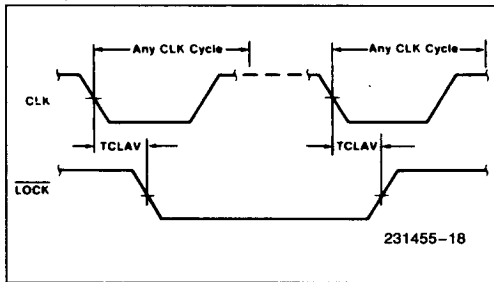 Any CLK Cycle Any CLK Cycle
CLK
TCLAV TCLAV
LOCK
231455-18